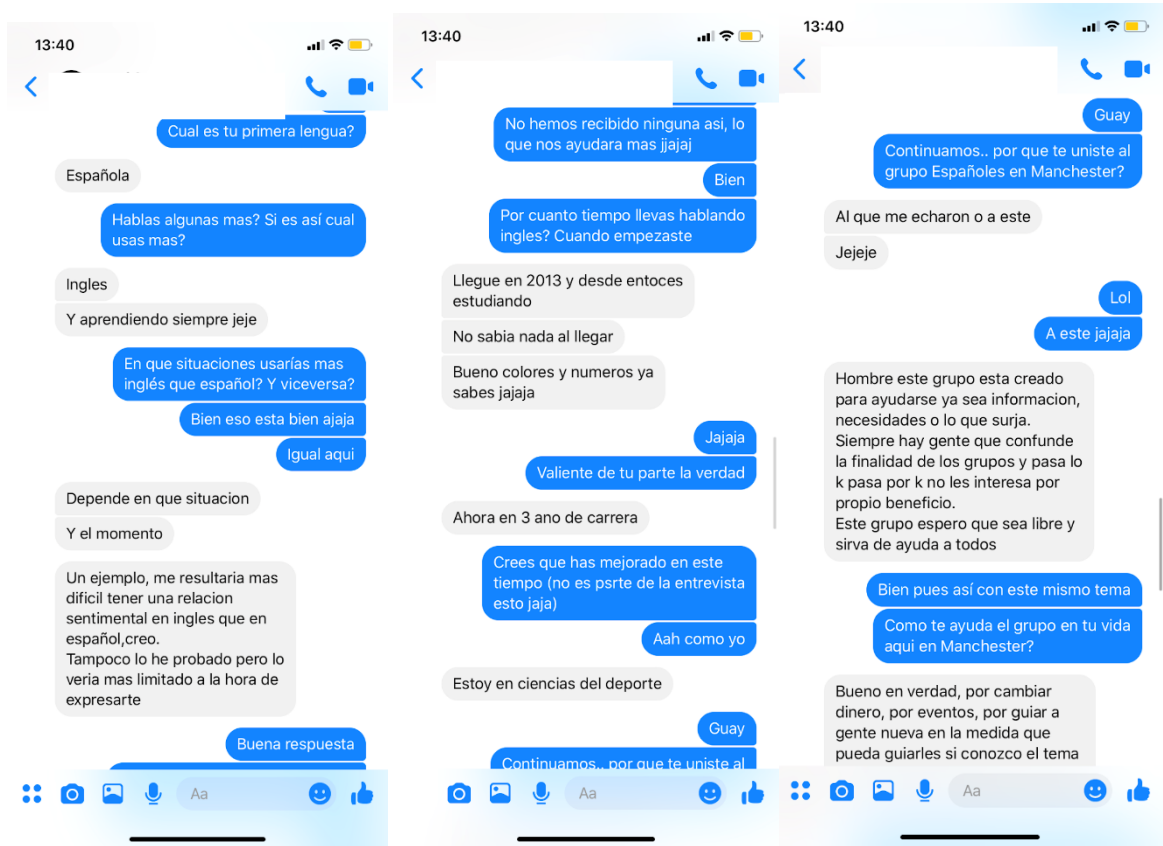 13:40
Cual es tu primera lengua?
Española
Hablas algunas mas? Si es así cual
usas mas?
Ingles
Y aprendiendo siempre jeje
En que situaciones usarías mas
inglés que español? Y viceversa?
Bien eso esta bien ajaja
Igual aqui
Depende en que situacion
Y el momento
Un ejemplo, me resultaria mas
dificil tener una relacion
sentimental en ingles que en
español,creo.
Tampoco lo he probado pero lo
veria mas limitado a la hora de
expresarte
Buena respuesta
Aa
13:40
No hemos recibido ninguna asi, lo
que nos ayudara mas jjajaj
Bien
Por cuanto tiempo llevas hablando
ingles? Cuando empezaste
Llegue en 2013 y desde entoces
estudiando
No sabia nada al llegar
Bueno colores y numeros ya
sabes jajaja
Jajaja
Valiente de tu parte la verdad
Ahora en 3 ano de carrera
Crees que has mejorado en este
tiempo (no es psrte de la entrevista
esto jaja)
Aah como yo
Estoy en ciencias del deporte
Guay
Continuamos.. por que te uniste al
Aa
13:40
Guay
Continuamos.. por que te uniste al
grupo Españoles en Manchester?
Al que me echaron o a este
Jejeje
Lol
A este jajaja
Hombre este grupo esta creado
para ayudarse ya sea informacion,
necesidades o lo que surja.
Siempre hay gente que confunde
la finalidad de los grupos y pasa lo
k pasa por k no les interesa por
propio beneficio.
Este grupo espero que sea libre y
sirva de ayuda a todos
Bien pues así con este mismo tema
Como te ayuda el grupo en tu vida
aqui en Manchester?
Bueno en verdad, por cambiar
dinero, por eventos, por guiar a
gente nueva en la medida que
pueda guiarles si conozco el tema
Aa